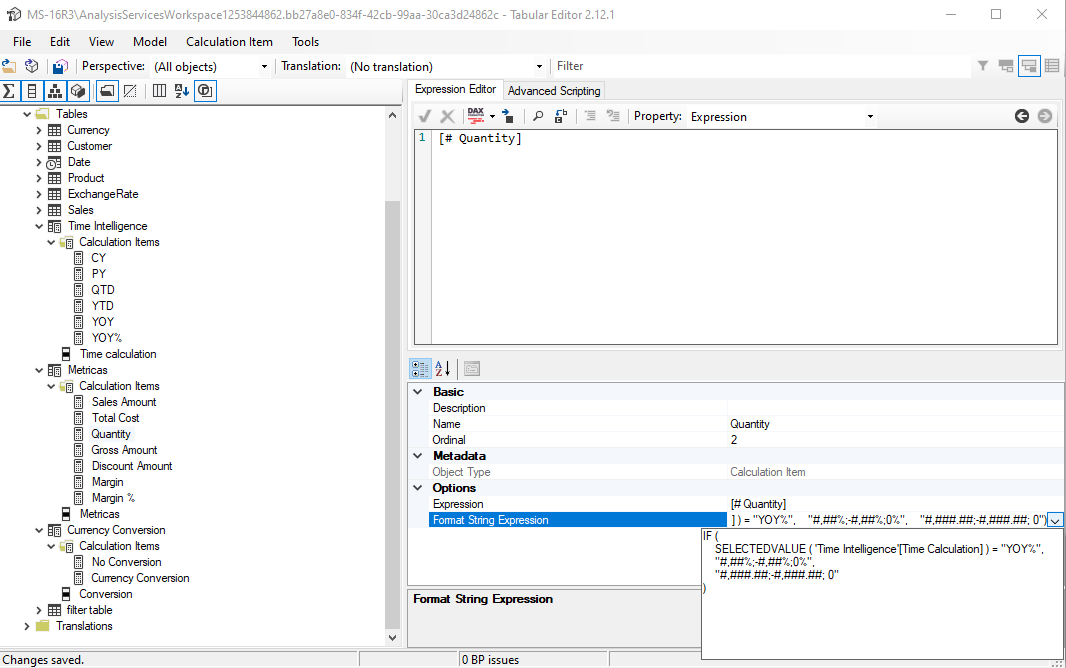 MS-16R3\AnalysisServicesWorkspace1253844862.bb27a8e0-834f-42cb-99aa-30ca3d24862c - Tabular Editor 2.12.1
File Edit View Model Calculation Item Tools
Perspective: (All objects) Translation: (No translation) Filter
Tables
Currency
Customer
Date
Product
ExchangeRate
Sales
Time Intelligence
Calculation Items
CY
PY
QTD
YTD
YOY
YOY%
Time calculation
Metricas
Calculation Items
Sales Amount
Total Cost
Quantity
Gross Amount
Discount Amount
Margin
Margin %
Metricas
Currency Conversion
Calculation Items
No Conversion
Currency Conversion
Conversion
filter table
Translations
Expression Editor Advanced Scripting
DAX Property: Expression
1 [# Quantity]
Basic
Description
Name Quantity
Ordinal 2
Metadata
Object Type Calculation Item
Options
Expression [# Quantity]
Format String Expression ] ) = "YOY%", "#,##%;-#,##%;0%", "#,###.##;-#,###.##; 0")
IF (
SELECTEDVALUE ( 'Time Intelligence'[Time Calculation] ) = "YOY%",
"#,##%;-#,##%;0%",
"#,###.##;-#,###.##; 0"
)
Format String Expression
Changes saved. 0 BP issues